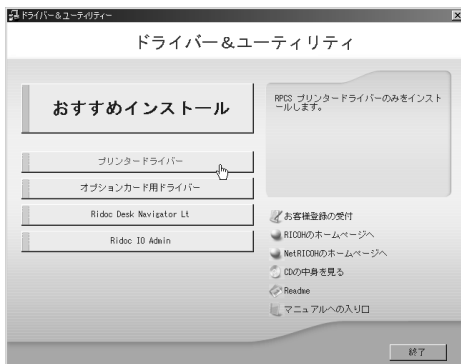 ドライバー&ユーティリティー
ドライバー&ユーティリティ
おすすめインストール
RPCS プリンタードライバーのみをインスト
ールします。
プリンタードライバー
オプションカード用ドライバー
Ridoc Desk Navigator Lt
Ridoc IO Admin
お客様登録の受付
RICOHのホームページへ
NetRICOHのホームページへ
CDの中身を見る
Readme
マニュアルへの入り口
終了